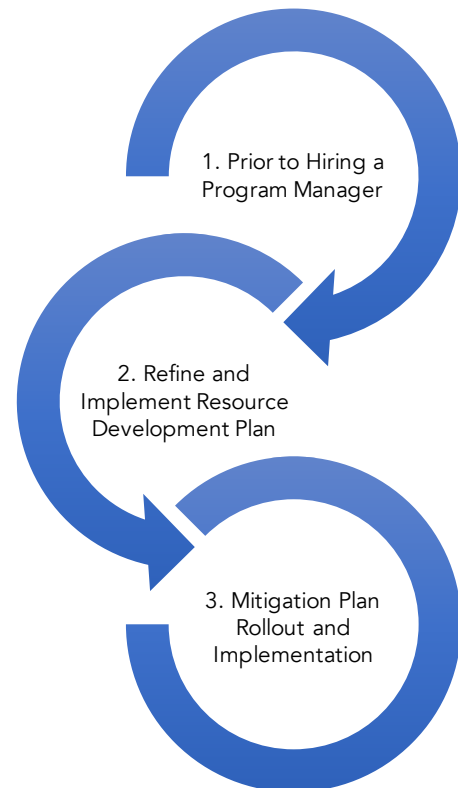 1. Prior to Hiring a
Program Manager
2. Refine and
Implement Resource
Development Plan
3. Mitigation Plan
Rollout and
Implementation